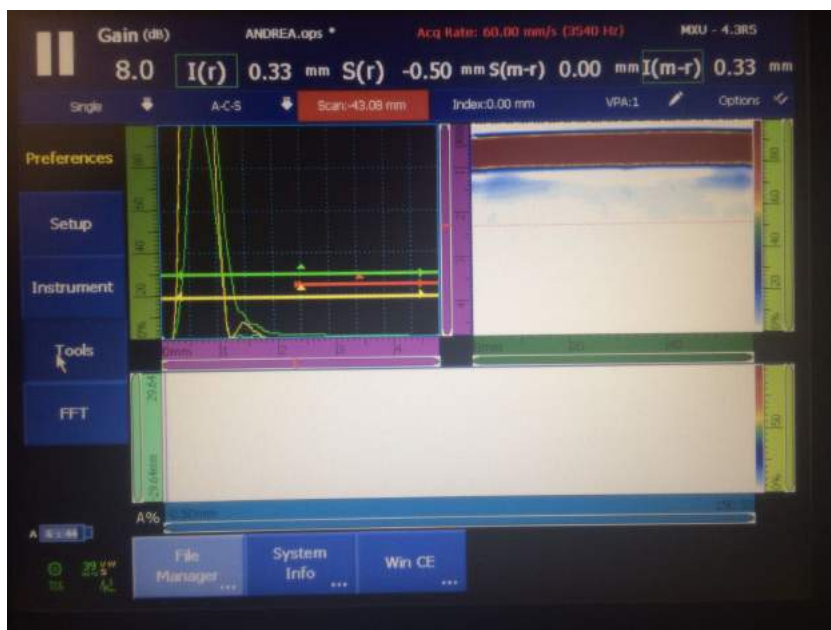 Gain (dB) ANDREA.ops * Acq Rate: 60.00 mm/s (3540 Hz) MXU - 4.3R5
8.0 I(r) 0.33 mm S(r) -0.50 mm S(m-r) 0.00 mm I(m-r) 0.33 mm
Single A-C-S Scan:-43.08 mm Index:0.00 mm VPA:1 Options
Preferences
Setup
Instrument
Tools
FFT
A%
File Manager ...
System Info ...
Win CE ...